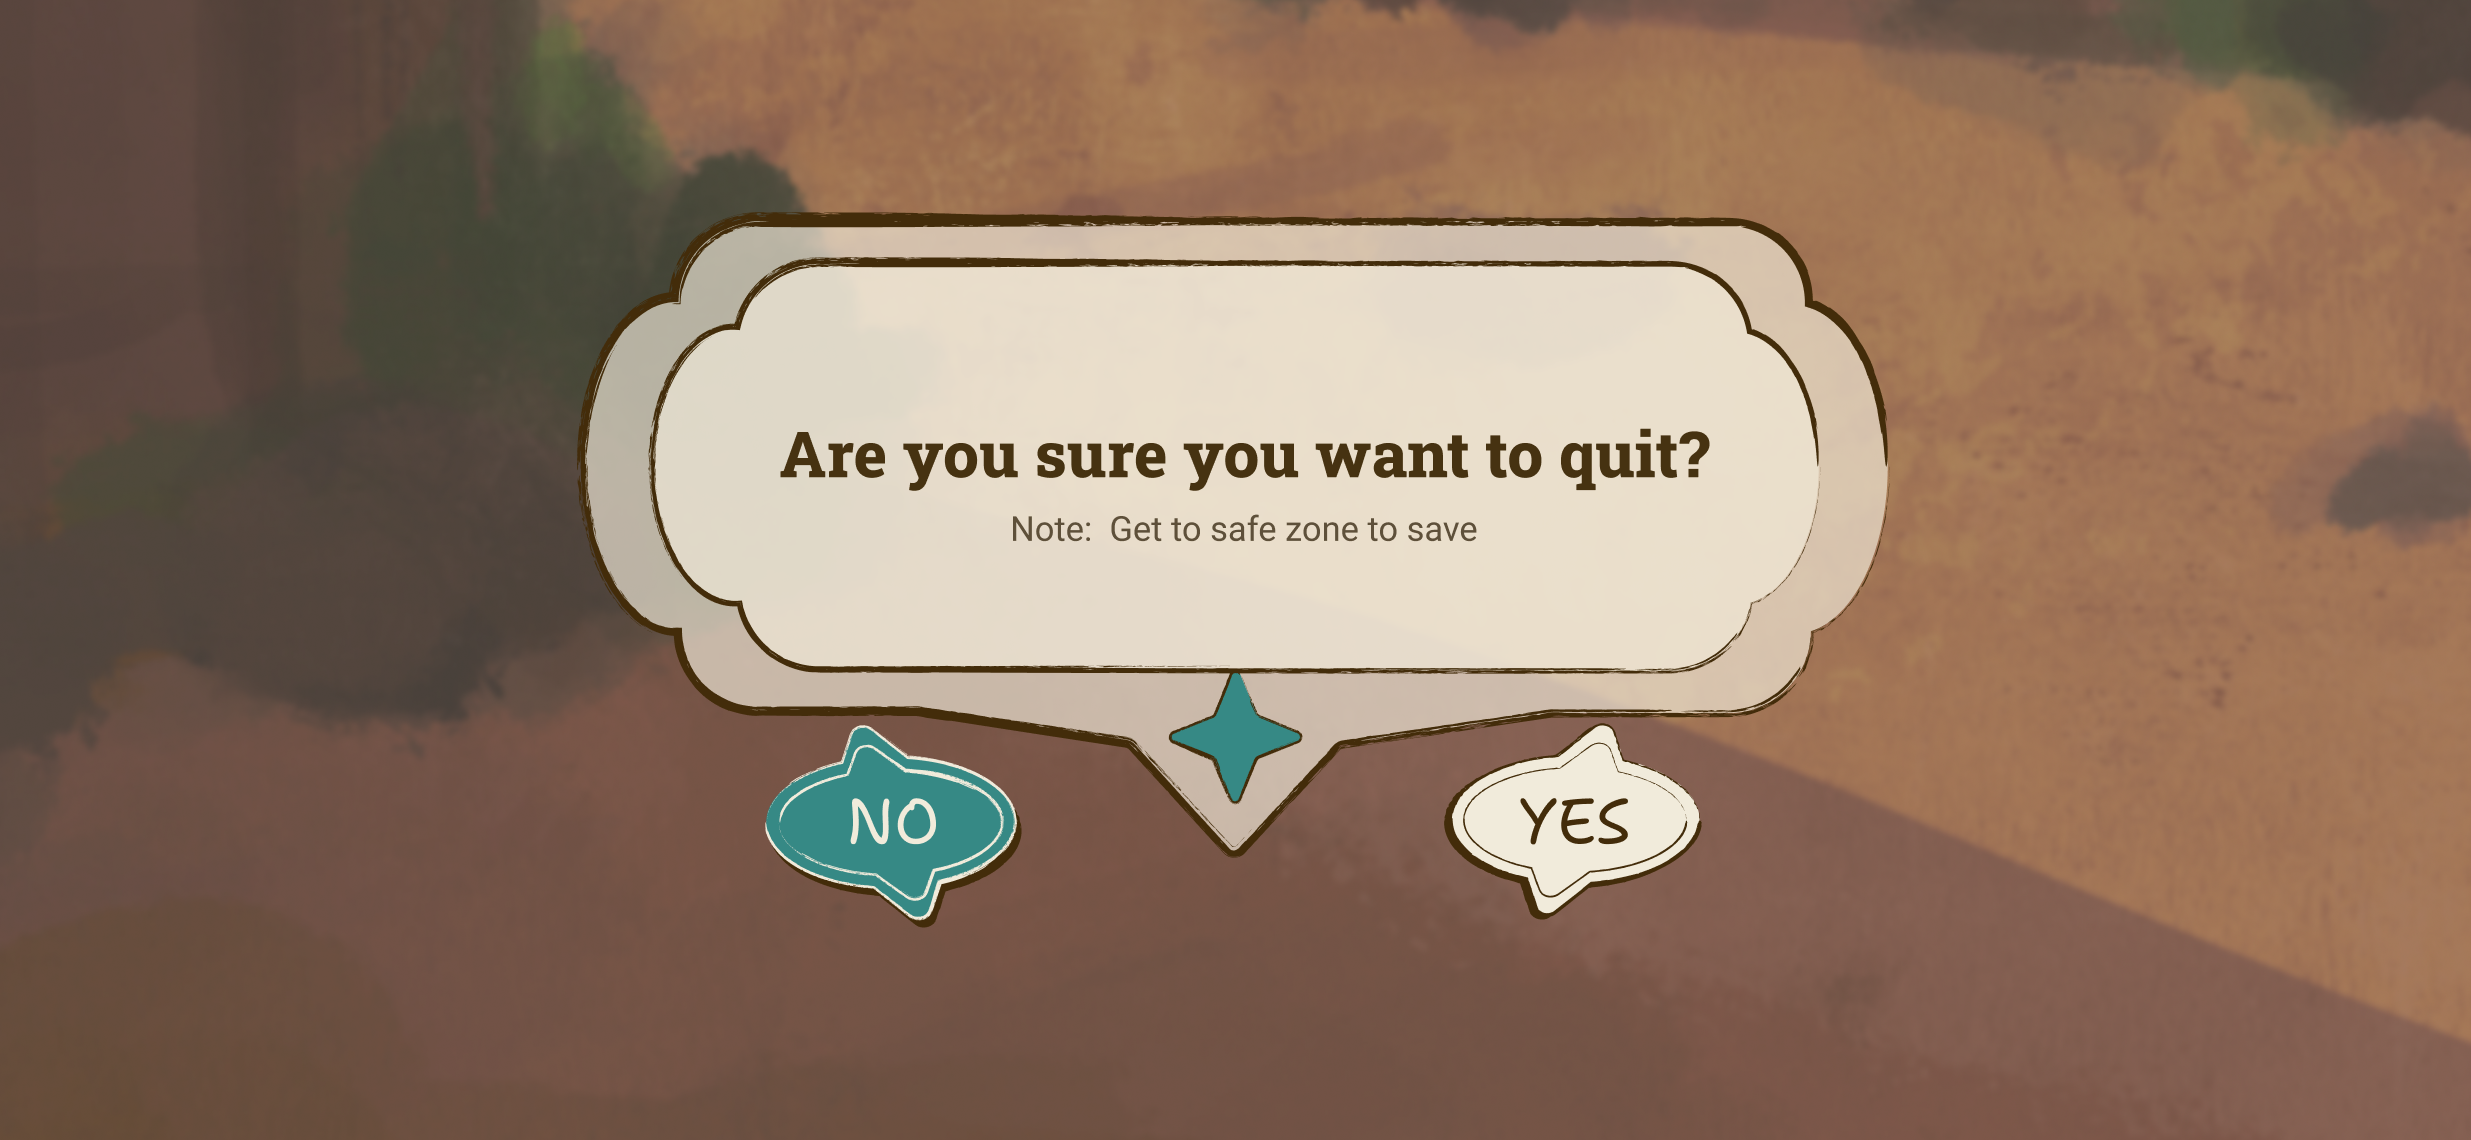 Are you sure you want to quit?
Note: Get to safe zone to save
NO
YES